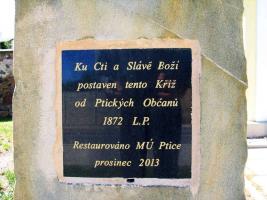 Ku Cti a Slávě Boží
postaven tento Kříž
od Ptických Občanů
1872 L.P.
Restaurováno MÚ Ptice
prosinec 2013